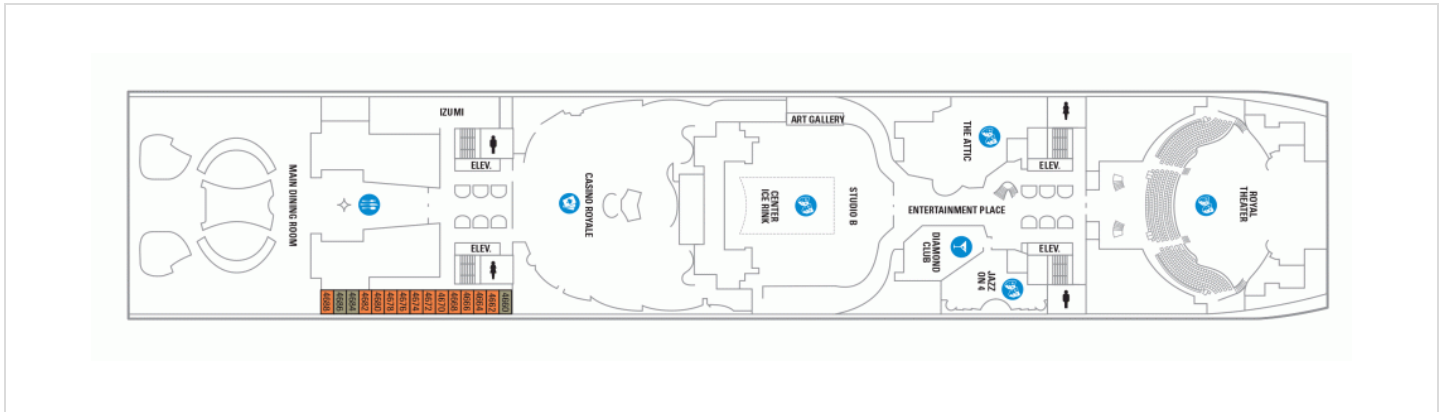 IZUMI
ELEV.
ELEV.
MAIN DINING ROOM
CASINO ROYALE
ART GALLERY
CENTER
ICE RINK
STUDIO B
THE ATTIC
ENTERTAINMENT PLACE
DIAMOND
CLUB
JAZZ
ON 4
ELEV.
ELEV.
ROYAL
THEATER
4688
4686
4684
4682
4680
4678
4676
4674
4672
4670
4668
4666
4664
4662
4660